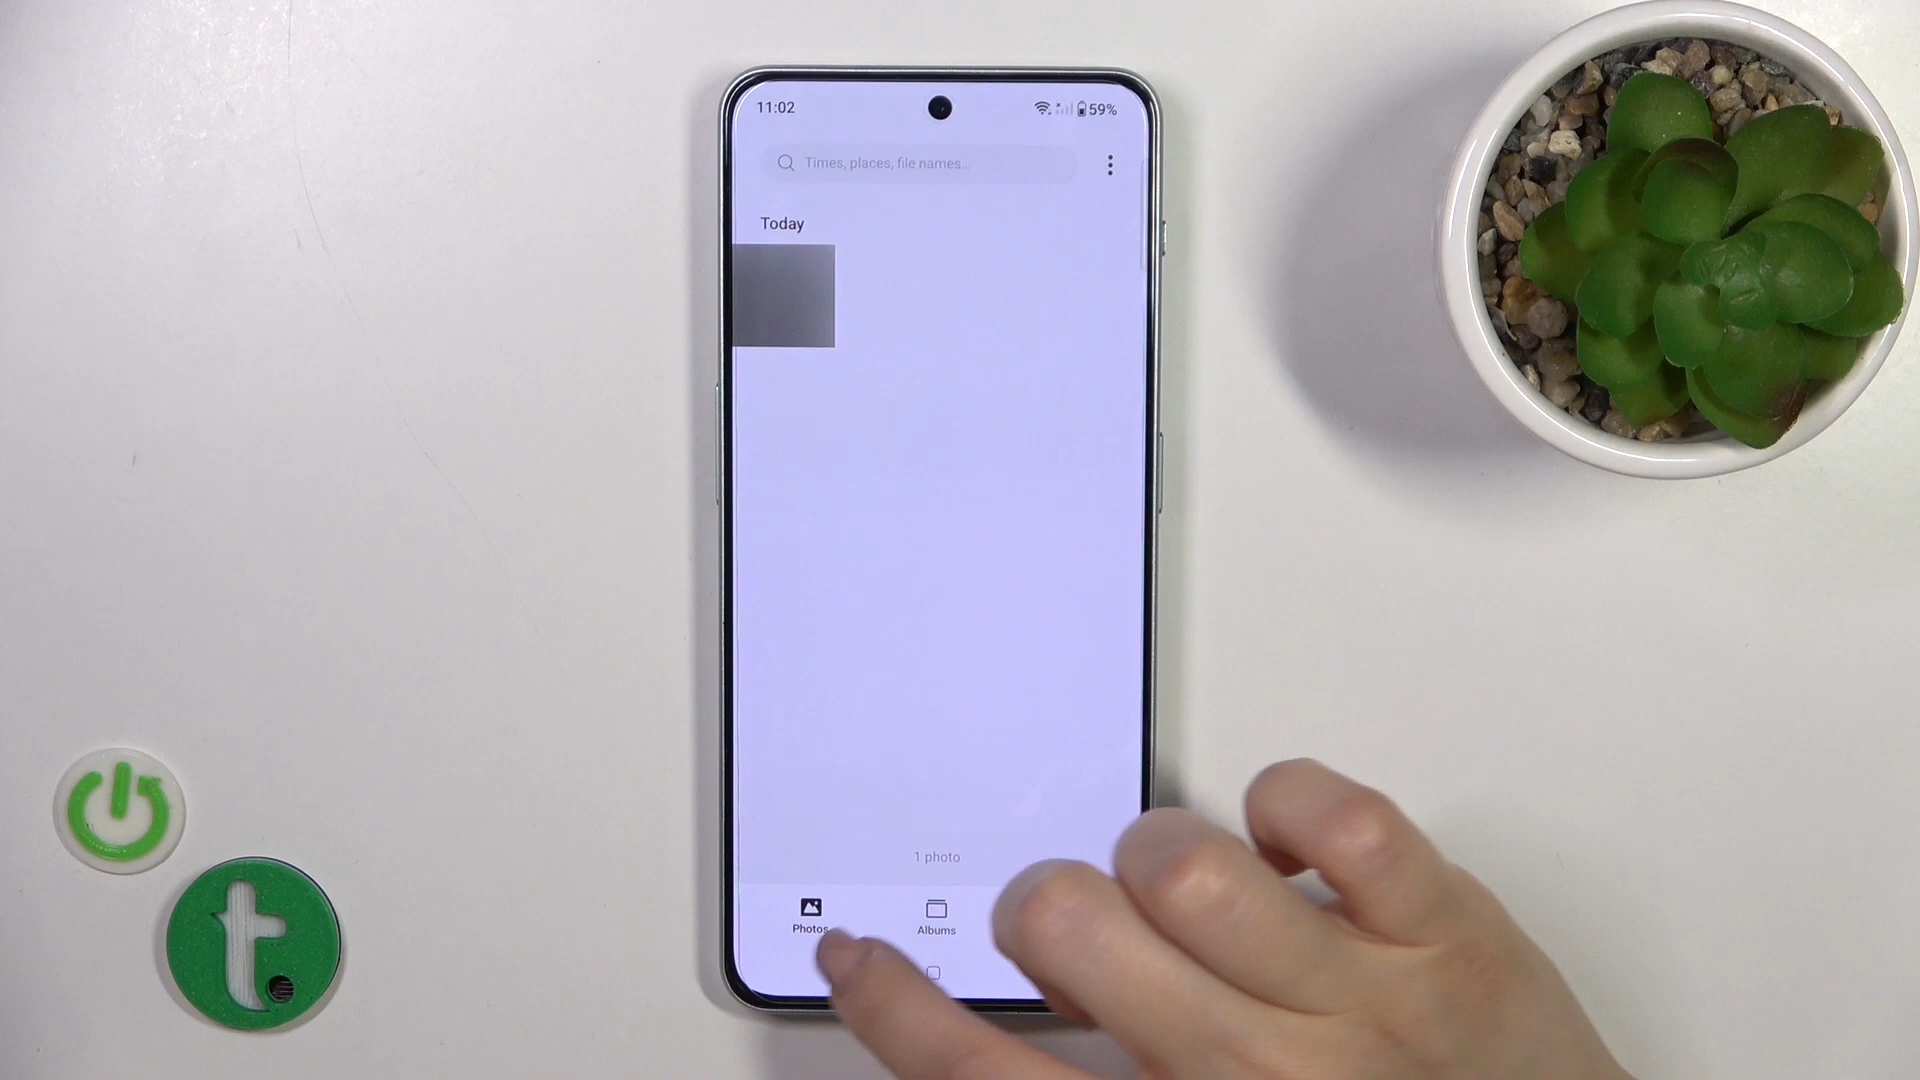 11:02 59%
Times, places, file names...
Today
1 photo
Photos Albums
t.